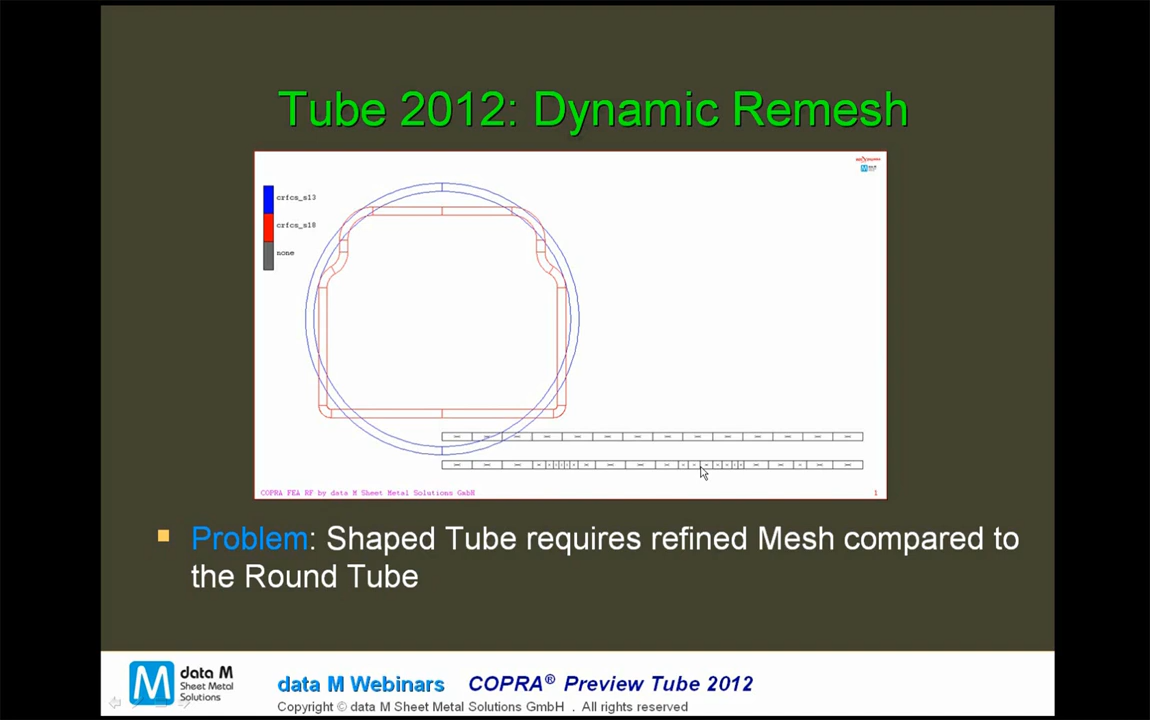 Tube 2012: Dynamic Remesh
crfcs_s13
crfcs_s18
none
COPRA FEA RF by data M Sheet Metal Solutions GmbH
1
Problem: Shaped Tube requires refined Mesh compared to
the Round Tube
M
data M
Sheet Metal
Solutions
data M Webinars COPRA® Preview Tube 2012
Copyright © data M Sheet Metal Solutions GmbH . All rights reserved